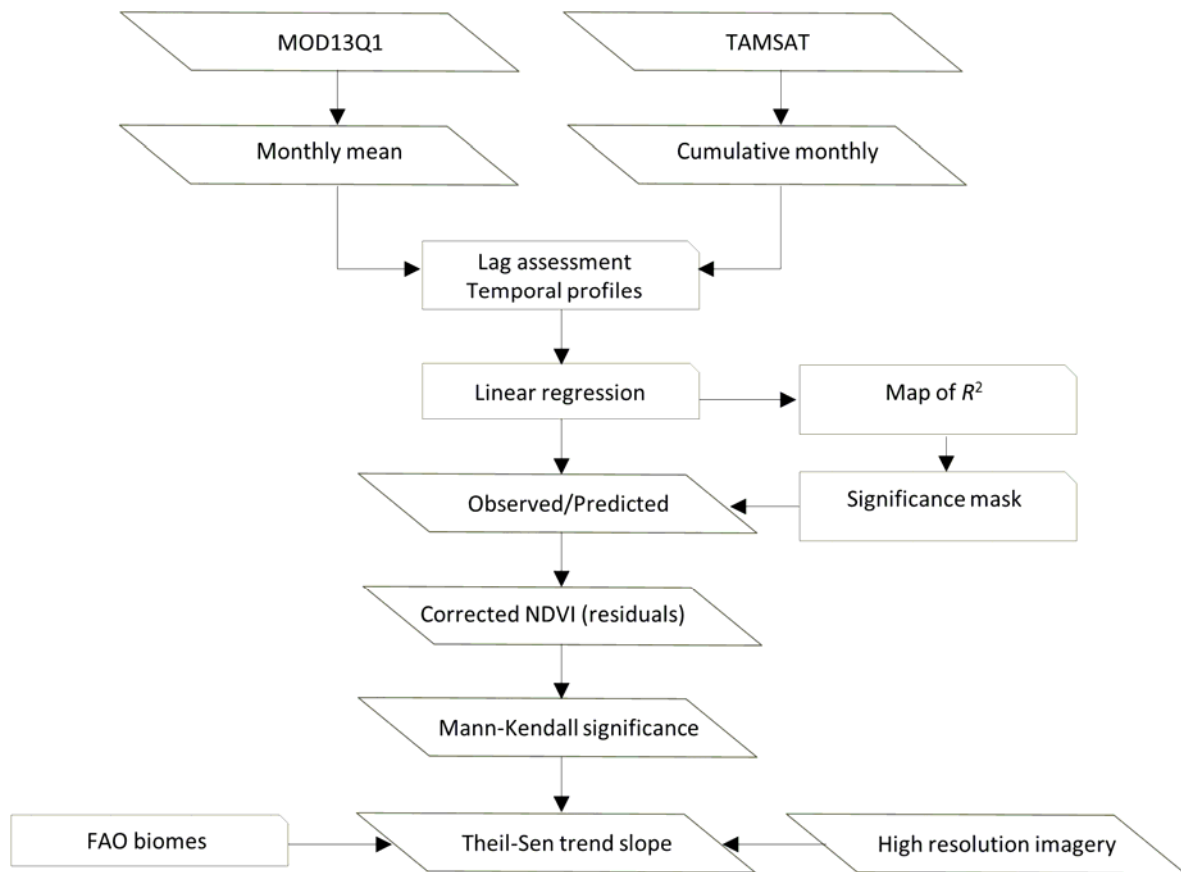 MOD13Q1
TAMSAT
Monthly mean
Cumulative monthly
Lag assessment
Temporal profiles
Linear regression
Map of R²
Significance mask
Observed/Predicted
Corrected NDVI (residuals)
Mann-Kendall significance
FAO biomes
Theil-Sen trend slope
High resolution imagery